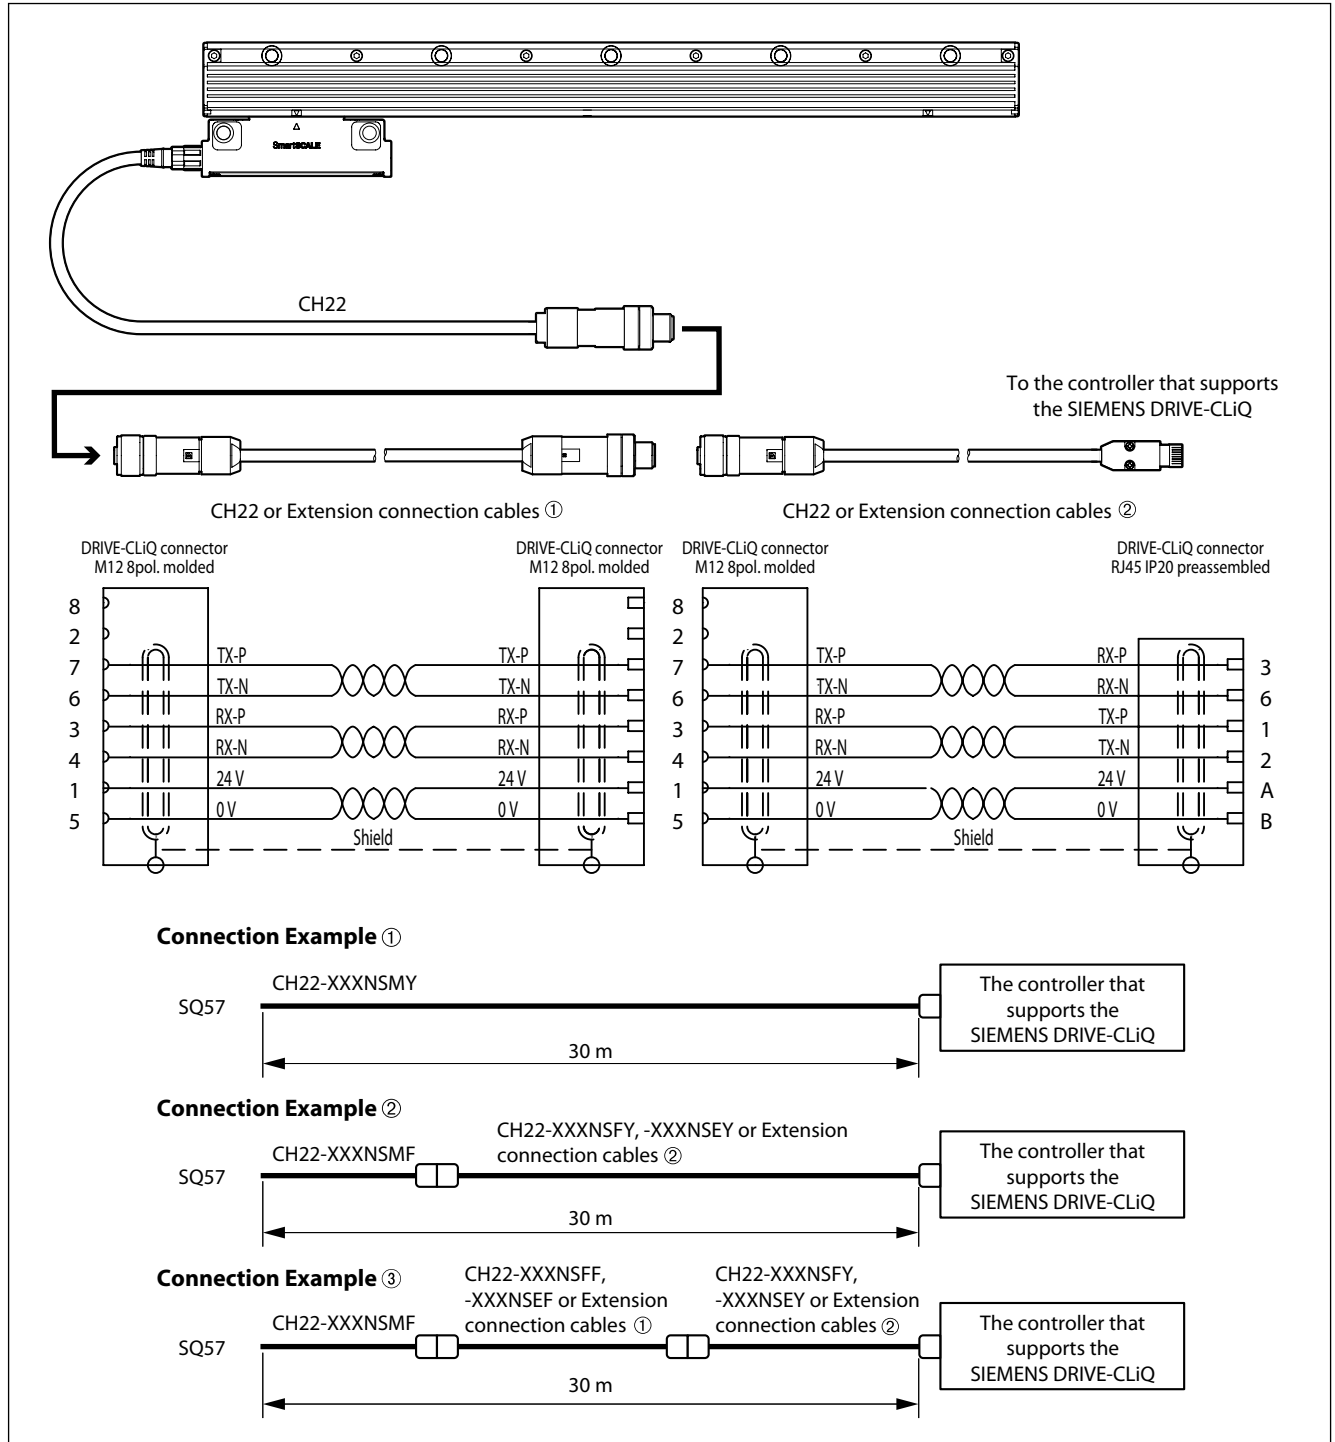 SmartSCALE
CH22
To the controller that supports
the SIEMENS DRIVE-CLiQ
CH22 or Extension connection cables ①
CH22 or Extension connection cables ②
DRIVE-CLiQ connector
M12 8pol. molded
DRIVE-CLiQ connector
M12 8pol. molded
DRIVE-CLiQ connector
M12 8pol. molded
DRIVE-CLiQ connector
RJ45 IP20 preassembled
8
2
7 TX-P TX-P
6 TX-N TX-N
3 RX-P RX-P
4 RX-N RX-N
1 24 V 24 V
5 0 V 0 V
Shield
8
2
7 TX-P RX-P 3
6 TX-N RX-N 6
3 RX-P TX-P 1
4 RX-N TX-N 2
1 24 V 24 V A
5 0 V 0 V B
Shield
Connection Example ①
SQ57
CH22-XXXNSMY
30 m
The controller that
supports the
SIEMENS DRIVE-CLiQ
Connection Example ②
SQ57
CH22-XXXNSMF
CH22-XXXNSFY, -XXXNSEY or Extension
connection cables ②
30 m
The controller that
supports the
SIEMENS DRIVE-CLiQ
Connection Example ③
SQ57
CH22-XXXNSMF
CH22-XXXNSFF,
-XXXNSEF or Extension
connection cables ①
CH22-XXXNSFY,
-XXXNSEY or Extension
connection cables ②
30 m
The controller that
supports the
SIEMENS DRIVE-CLiQ